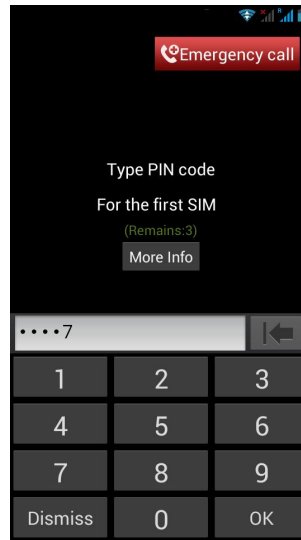 Emergency call
Type PIN code
For the first SIM
(Remains:3)
More Info
••••7
1 2 3
4 5 6
7 8 9
Dismiss 0 OK